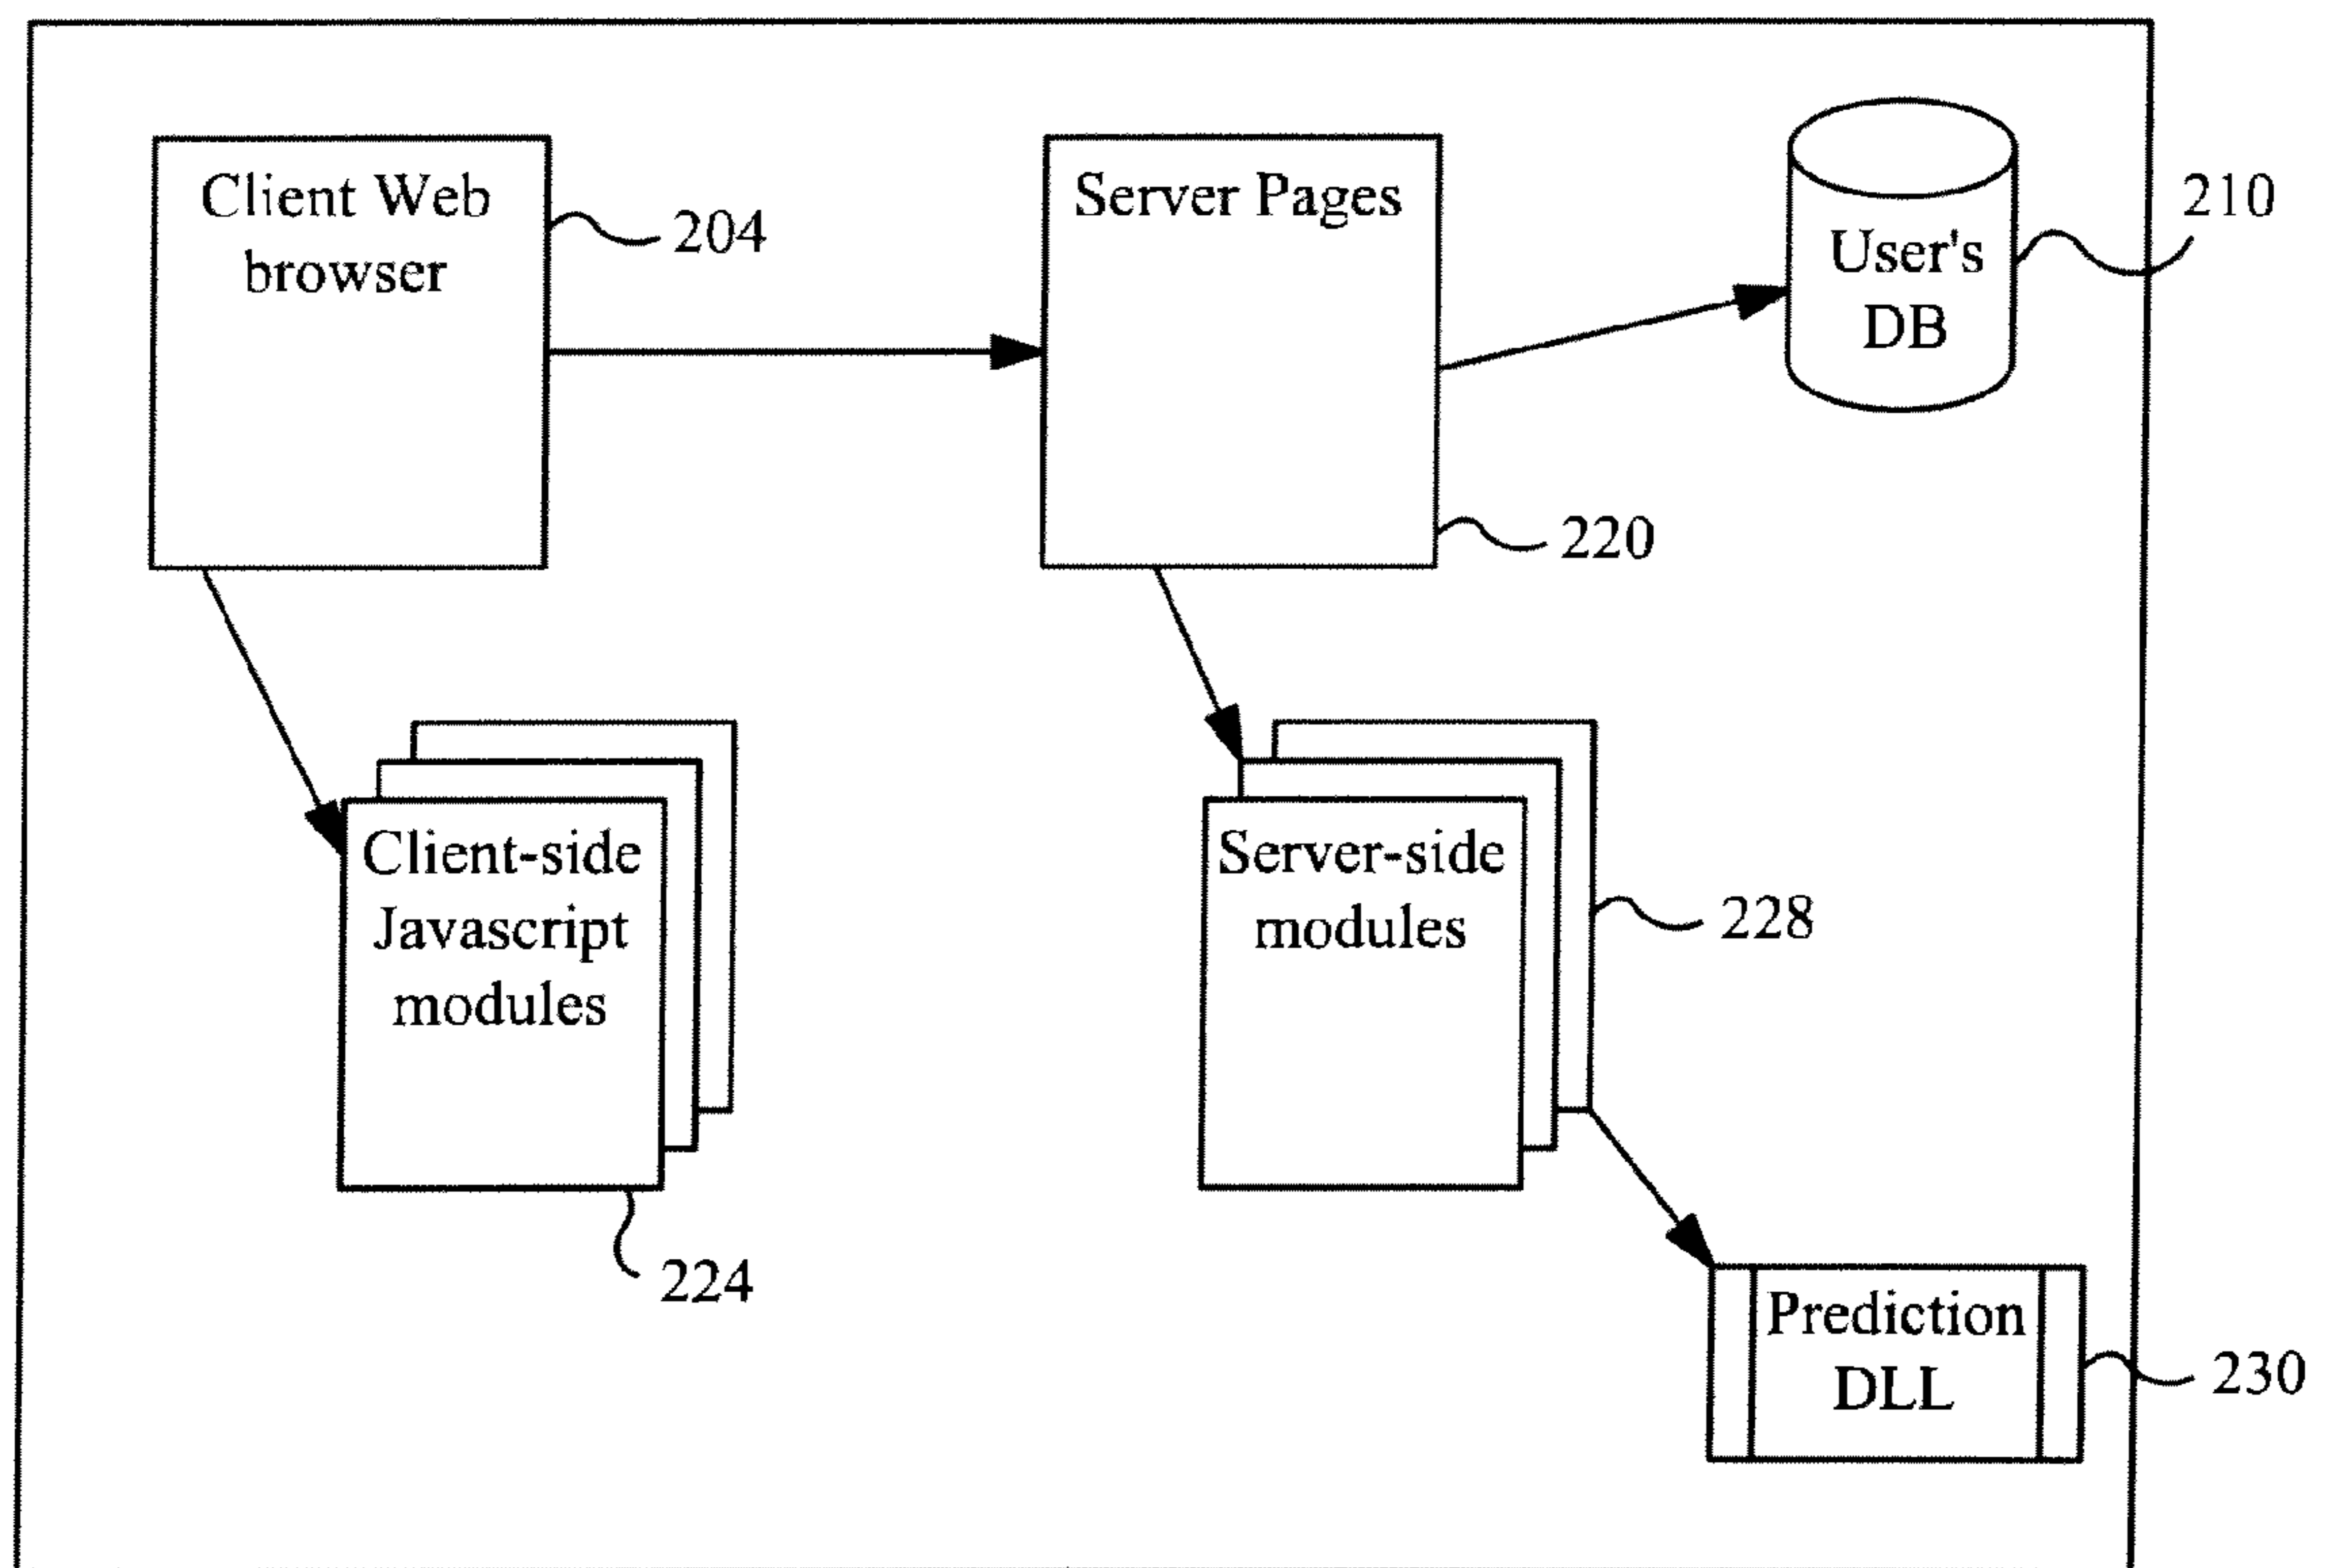 Client Web
browser
204
Server Pages
220
User's
DB
210
Client-side
Javascript
modules
224
Server-side
modules
228
Prediction
DLL
230